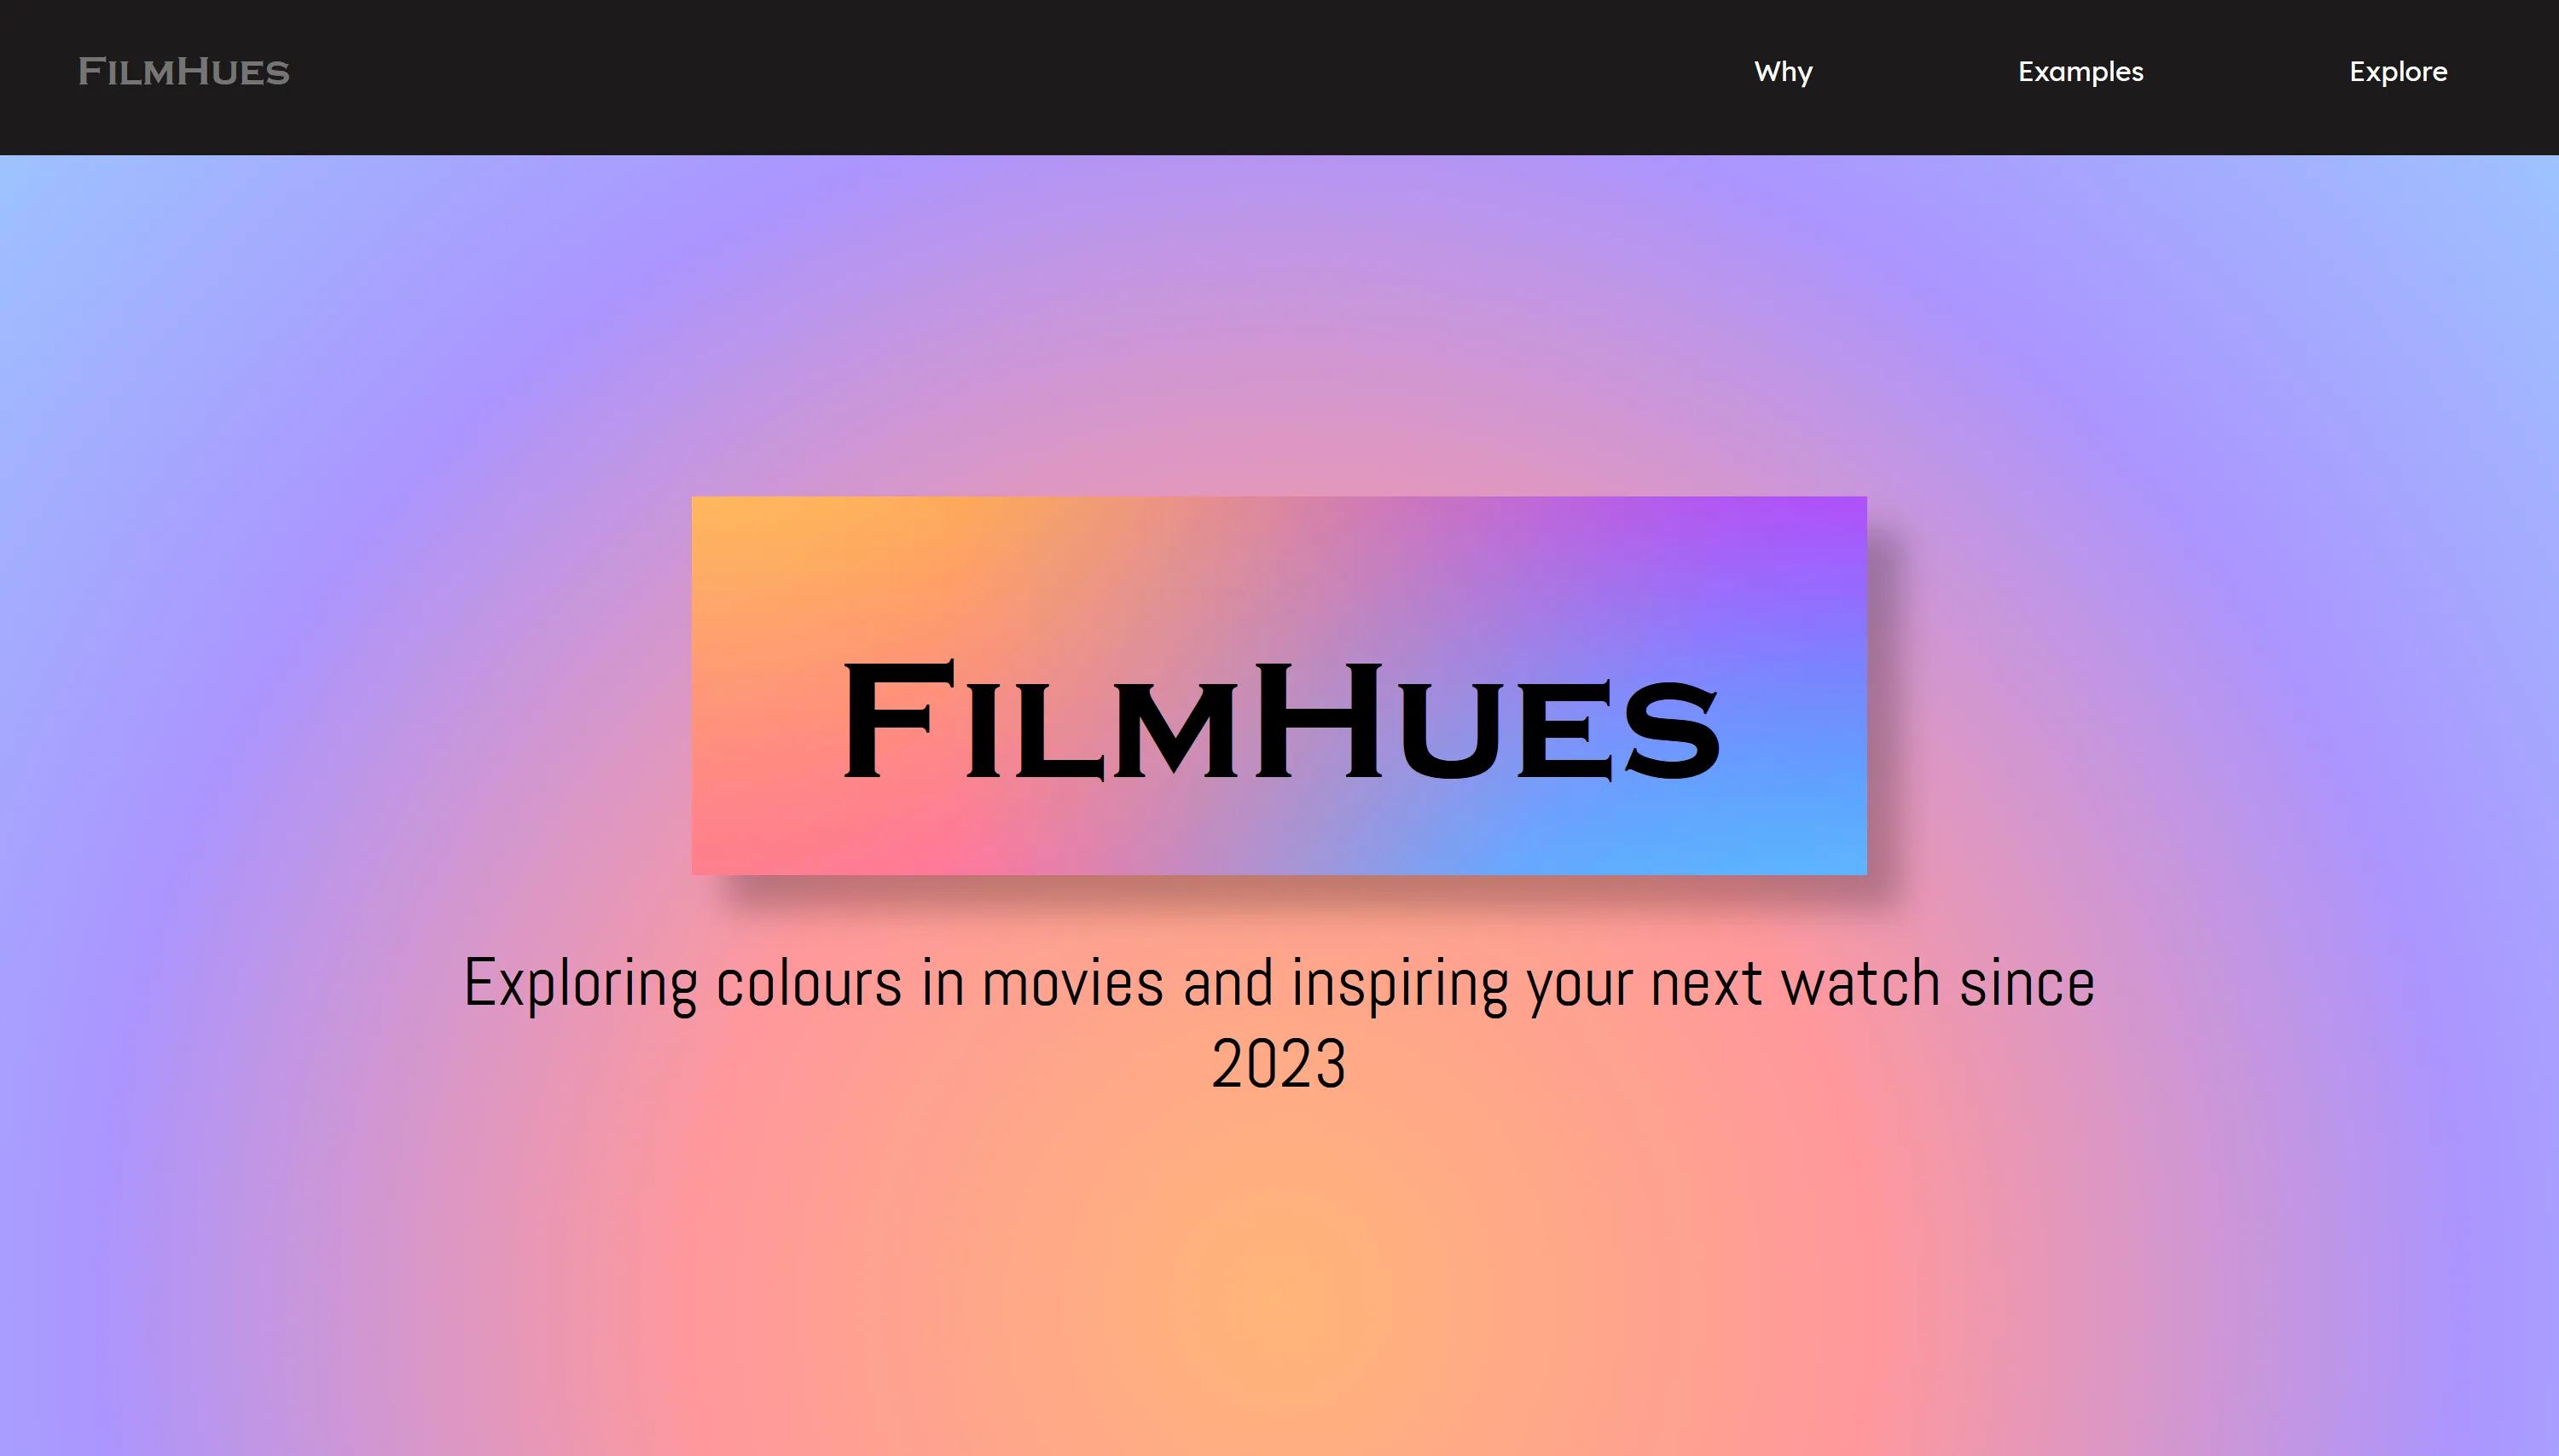 FilmHues
Why
Examples
Explore
FilmHues
Exploring colours in movies and inspiring your next watch since
2023